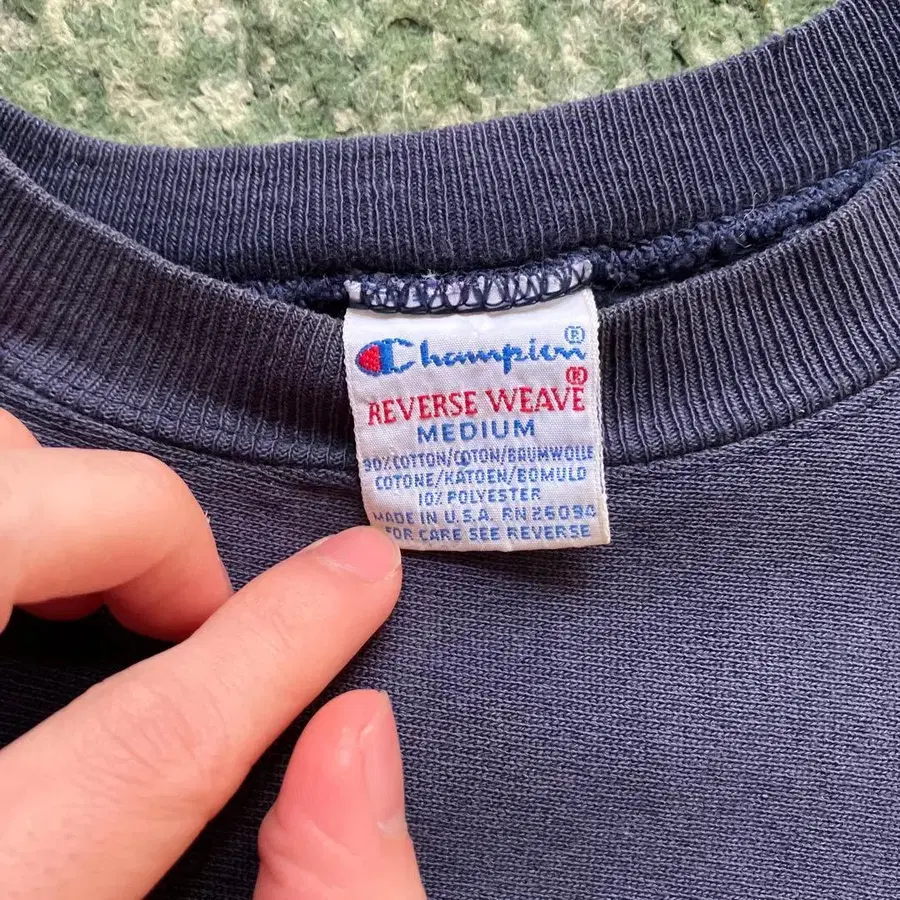 Champion®
REVERSE WEAVE®
MEDIUM
90% COTTON/COTON/BAUMWOLLE
COTONE/KATOEN/BOMULD
10% POLYESTER
MADE IN U.S.A. RN 26094
FOR CARE SEE REVERSE